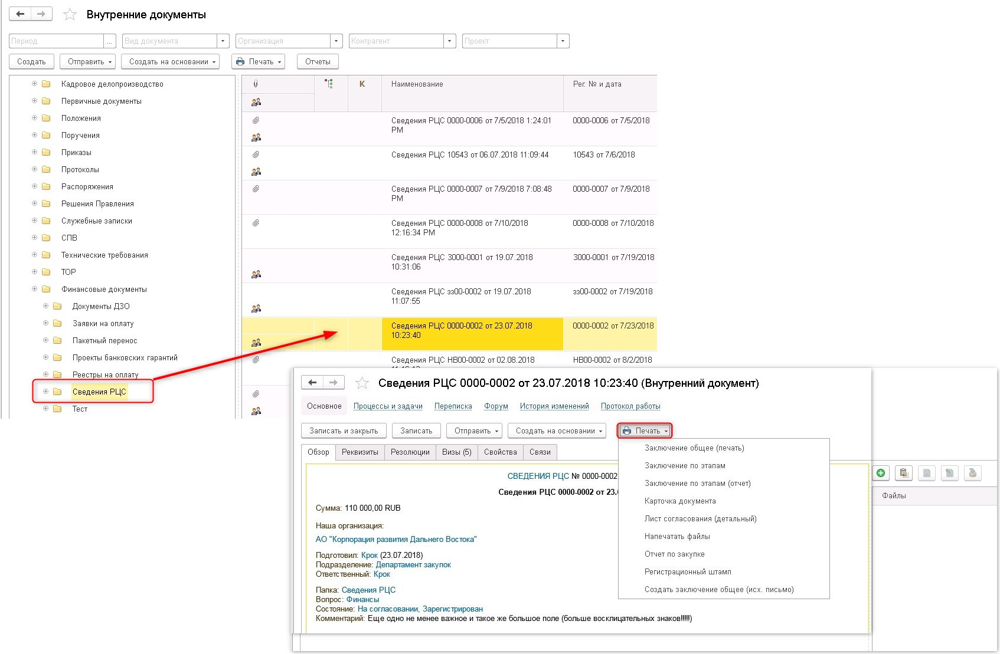 Внутренние документы
Период ...
Вид документа
Организация
Контрагент
Проект
Создать
Отправить
Создать на основании
Печать
Отчеты
Кадровое делопроизводство
Первичные документы
Положения
Поручения
Приказы
Протоколы
Распоряжения
Решения Правления
Служебные записки
СПВ
Технические требования
ТОР
Финансовые документы
Документы ДЗО
Заявки на оплату
Пакетный перенос
Проекты банковских гарантий
Реестры на оплату
Сведения РЦС
Тест
К
Наименование
Рег. № и дата
Сведения РЦС 0000-0006 от 7/5/2018 1:24:01
PM
0000-0006 от 7/5/2018
Сведения РЦС 10543 от 06.07.2018 11:09:44
10543 от 7/6/2018
Сведения РЦС 0000-0007 от 7/9/2018 7:08:48
PM
0000-0007 от 7/9/2018
Сведения РЦС 0000-0008 от 7/10/2018
12:16:34 PM
0000-0008 от 7/10/2018
Сведения РЦС 3000-0001 от 19.07.2018
10:31:06
3000-0001 от 7/19/2018
Сведения РЦС зз00-0002 от 19.07.2018
11:07:55
зз00-0002 от 7/19/2018
Сведения РЦС 0000-0002 от 23.07.2018
10:23:40
0000-0002 от 7/23/2018
Сведения РЦС НВ00-0002 от 02.08.2018
НВ00-0002 от 8/2/2018
Сведения РЦС 0000-0002 от 23.07.2018 10:23:40 (Внутренний документ)
Основное
Процессы и задачи
Переписка
Форум
История изменений
Протокол работы
Записать и закрыть
Записать
Отправить
Создать на основании
Печать
Обзор
Реквизиты
Резолюции
Визы (5)
Свойства
Связи
Заключение общее (печать)
Заключение по этапам
Заключение по этапам (отчет)
Карточка документа
Лист согласования (детальный)
Напечатать файлы
Отчет по закупке
Регистрационный штамп
Создать заключение общее (исх. письмо)
СВЕДЕНИЯ РЦС № 0000-0002
Сведения РЦС 0000-0002 от 23.0
Сумма: 110 000,00 RUB
Наша организация:
АО "Корпорация развития Дальнего Востока"
Подготовил: Крок (23.07.2018)
Подразделение: Департамент закупок
Ответственный: Крок
Папка: Сведения РЦС
Вопрос: Финансы
Состояние: На согласовании, Зарегистрирован
Комментарий: Еще одно не менее важное и такое же большое поле (больше восклицательных знаков!!!!!)
Файлы